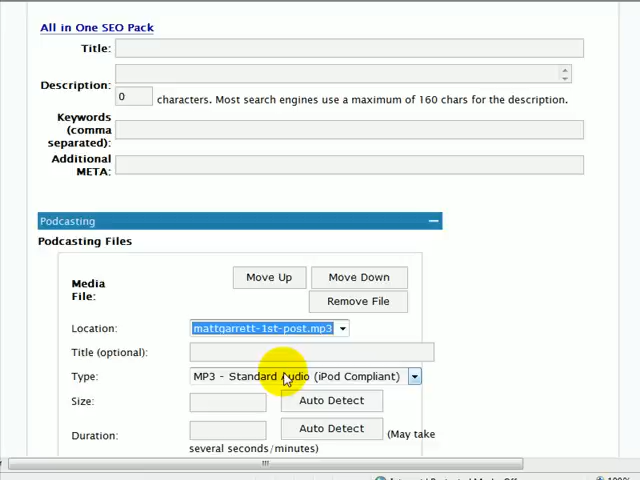 All in One SEO Pack
Title:
Description:
0 characters. Most search engines use a maximum of 160 chars for the description.
Keywords
(comma
separated):
Additional
META:
Podcasting
Podcasting Files
Media
File:
Move Up Move Down
Remove File
Location: mattgarrett-1st-post.mp3
Title (optional):
Type: MP3 - Standard Audio (iPod Compliant)
Size: Auto Detect
Duration: Auto Detect (May take
several seconds/minutes)
100%